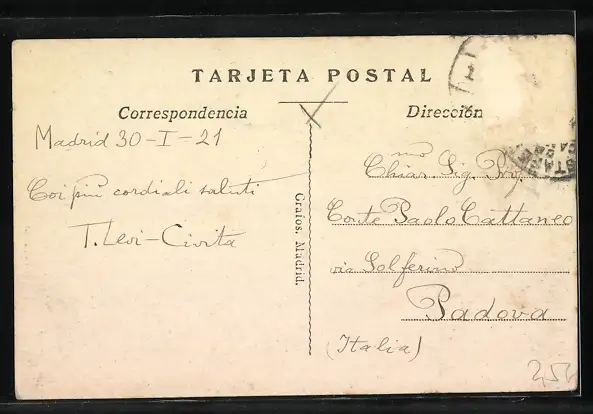 TARJETA POSTAL
Correspondencia
Dirección
Madrid 30-I-21
Coi più cordiali saluti
T. Levi-Civita
Grafos. Madrid.
Chiar.mo Sig. Prof.
Conte Paolo Cattaneo
via Solferino
Padova
(Italia)